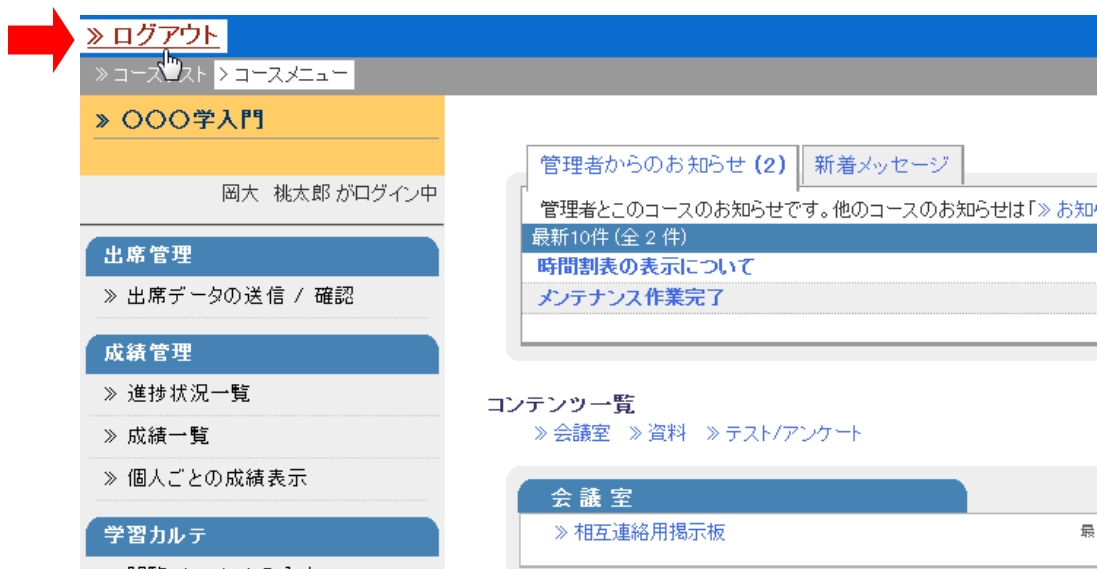 ≫ ログアウト
≫コース スト > コースメニュー
≫ 〇〇〇学入門
岡大 桃太郎 がログイン中
出席管理
≫ 出席データの送信 / 確認
成績管理
≫ 進捗状況一覧
≫ 成績一覧
≫ 個人ごとの成績表示
学習カルテ
管理者からのお知らせ (2) 新着メッセージ
管理者とこのコースのお知らせです。他のコースのお知らせは「≫ お知
最新10件 (全 2 件)
時間割表の表示について
メンテナンス作業完了
コンテンツ一覧
≫ 会議室 ≫ 資料 ≫ テスト/アンケート
会議室
≫ 相互連絡用掲示板 最